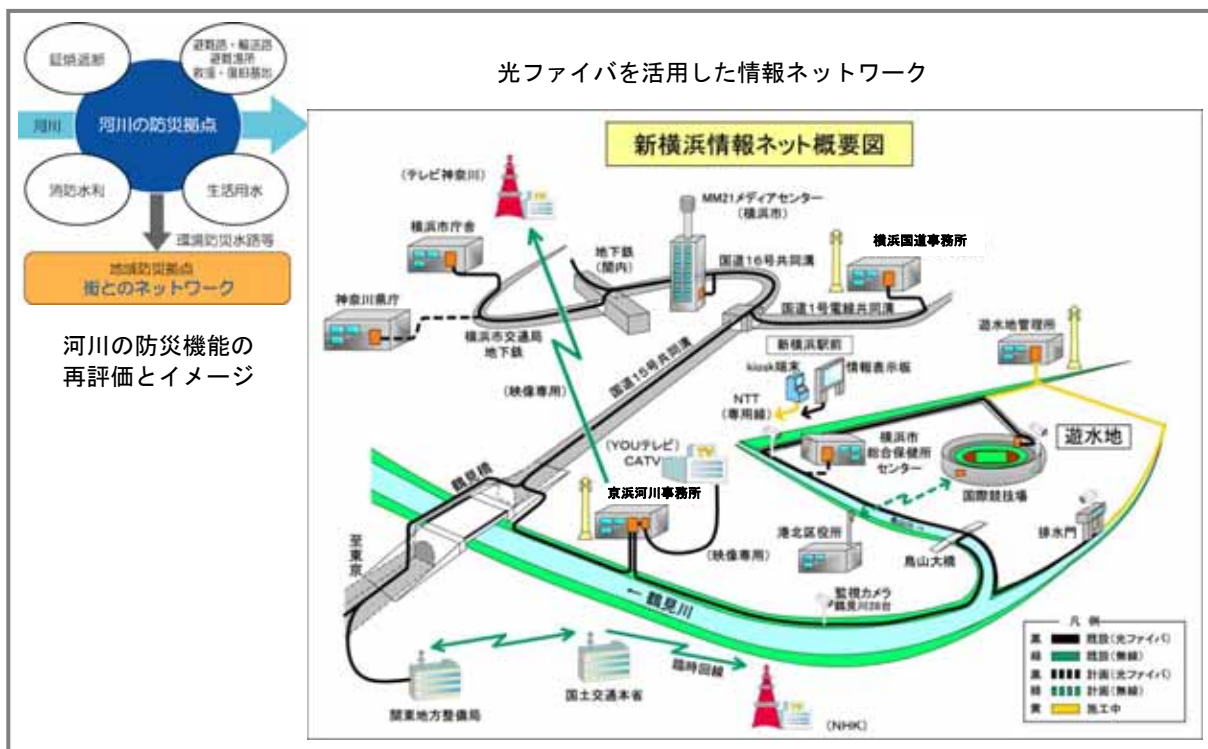 延焼遮断
避難路・輸送路
避難場所
救援・復旧基地
河川
河川の防災拠点
消防水利
生活用水
環境防災水路等
地域防災拠点
街とのネットワーク
河川の防災機能の
再評価とイメージ
光ファイバを活用した情報ネットワーク
新横浜情報ネット概要図
(テレビ神奈川)
MM21メディアセンター
(横浜市)
横浜市庁舎
地下鉄
(関内)
国道16号共同溝
横浜国道事務所
神奈川県庁
横浜市交通局
地下鉄
国道1号電線共同溝
遊水地管理所
新横浜駅前
kiosk端末
情報表示板
国道15号共同溝
(映像専用)
NTT
(専用線)
(YOUテレビ)
CATV
横浜市
総合保健所
センター
遊水地
国際競技場
鶴見橋
京浜河川事務所
港北区役所
排水門
(映像専用)
鳥山大橋
至東京
← 鶴見川
監視カメラ
鶴見川28台
臨時回線
関東地方整備局
国土交通本省
(NHK)
凡例
黒 既設(光ファイバ)
緑 既設(無線)
黒 計画(光ファイバ)
緑 計画(無線)
黄 施工中